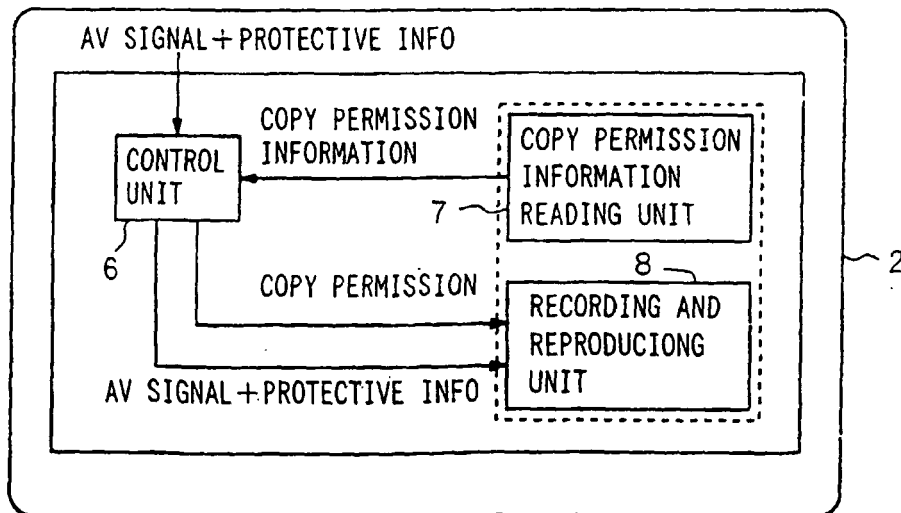 AV SIGNAL+PROTECTIVE INFO
COPY PERMISSION
INFORMATION
CONTROL
UNIT
6
COPY PERMISSION
INFORMATION
READING UNIT
7
2
COPY PERMISSION
8
RECORDING AND
REPRODUCIONG
UNIT
AV SIGNAL+PROTECTIVE INFO